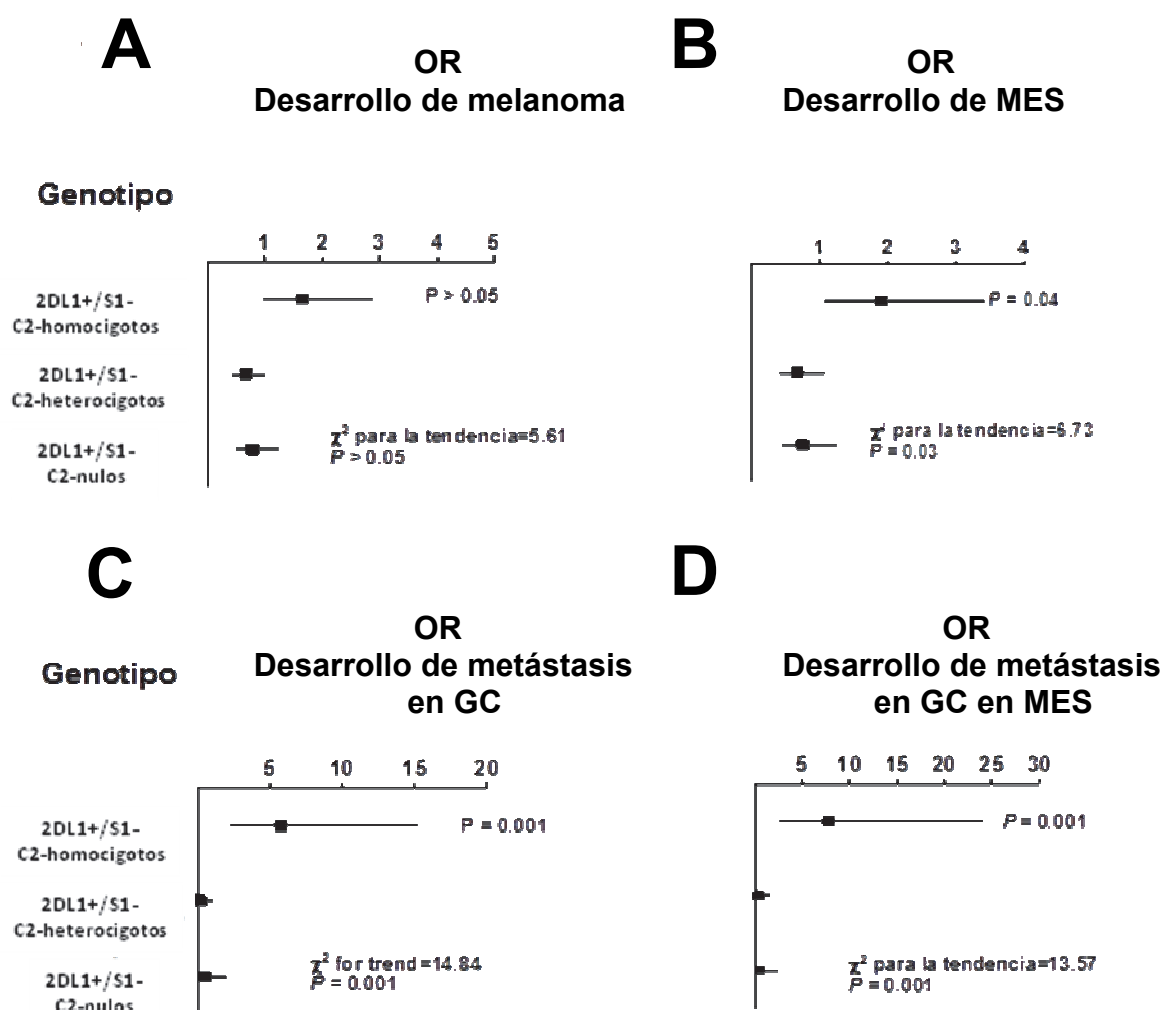 A
OR
Desarrollo de melanoma
Genotipo
1 2 3 4 5
2DL1+/S1-
C2-homocigotos
P > 0.05
2DL1+/S1-
C2-heterocigotos
2DL1+/S1-
C2-nulos
χ² para la tendencia=5.61
P > 0.05
B
OR
Desarrollo de MES
1 2 3 4
P = 0.04
χ² para la tendencia=6.73
P = 0.03
C
OR
Desarrollo de metástasis
en GC
Genotipo
5 10 15 20
2DL1+/S1-
C2-homocigotos
P = 0.001
2DL1+/S1-
C2-heterocigotos
2DL1+/S1-
C2-nulos
χ² for trend=14.84
P = 0.001
D
OR
Desarrollo de metástasis
en GC en MES
5 10 15 20 25 30
P = 0.001
χ² para la tendencia=13.57
P = 0.001